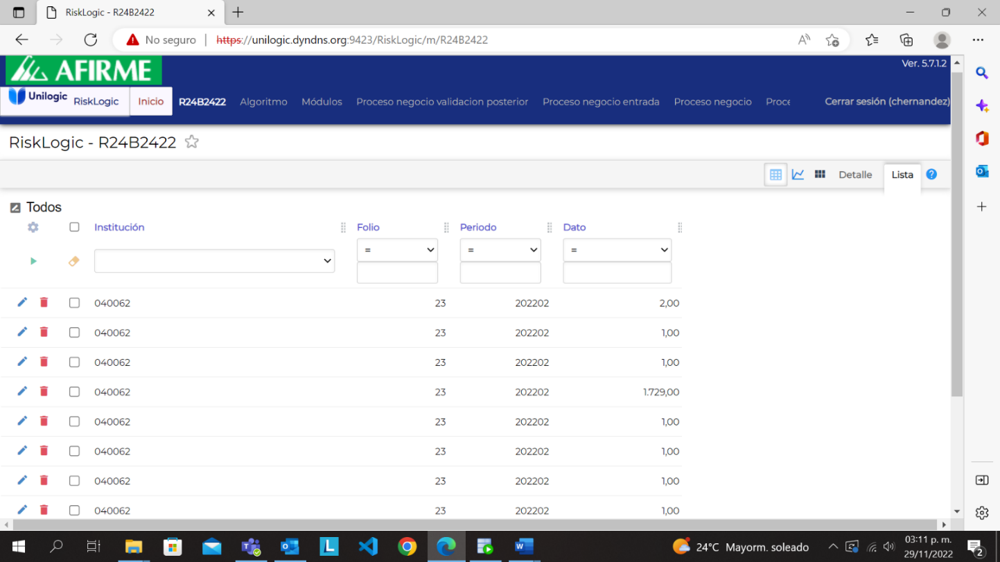 RiskLogic - R24B2422
No seguro | https://unilogic.dyndns.org:9423/RiskLogic/m/R24B2422
AFIRME
Ver. 5.7.1.2
Unilogic RiskLogic Inicio R24B2422 Algoritmo Módulos Proceso negocio validacion posterior Proceso negocio entrada Proceso negocio Proce Cerrar sesión (chernandez)
RiskLogic - R24B2422
Detalle Lista ?
Todos
Institución Folio Periodo Dato
= = =
040062 23 202202 2,00
040062 23 202202 1,00
040062 23 202202 1,00
040062 23 202202 1.729,00
040062 23 202202 1,00
040062 23 202202 1,00
040062 23 202202 1,00
040062 23 202202 1,00
24°C Mayorm. soleado
03:11 p. m.
29/11/2022
2